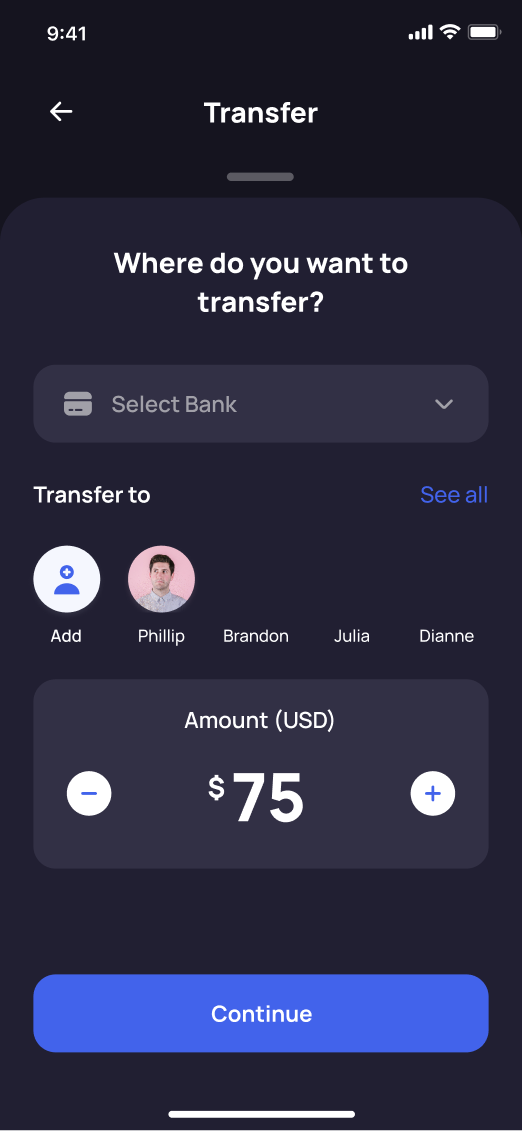 9:41
Transfer
Where do you want to
transfer?
Select Bank
Transfer to See all
Add Phillip Brandon Julia Dianne
Amount (USD)
$75
Continue